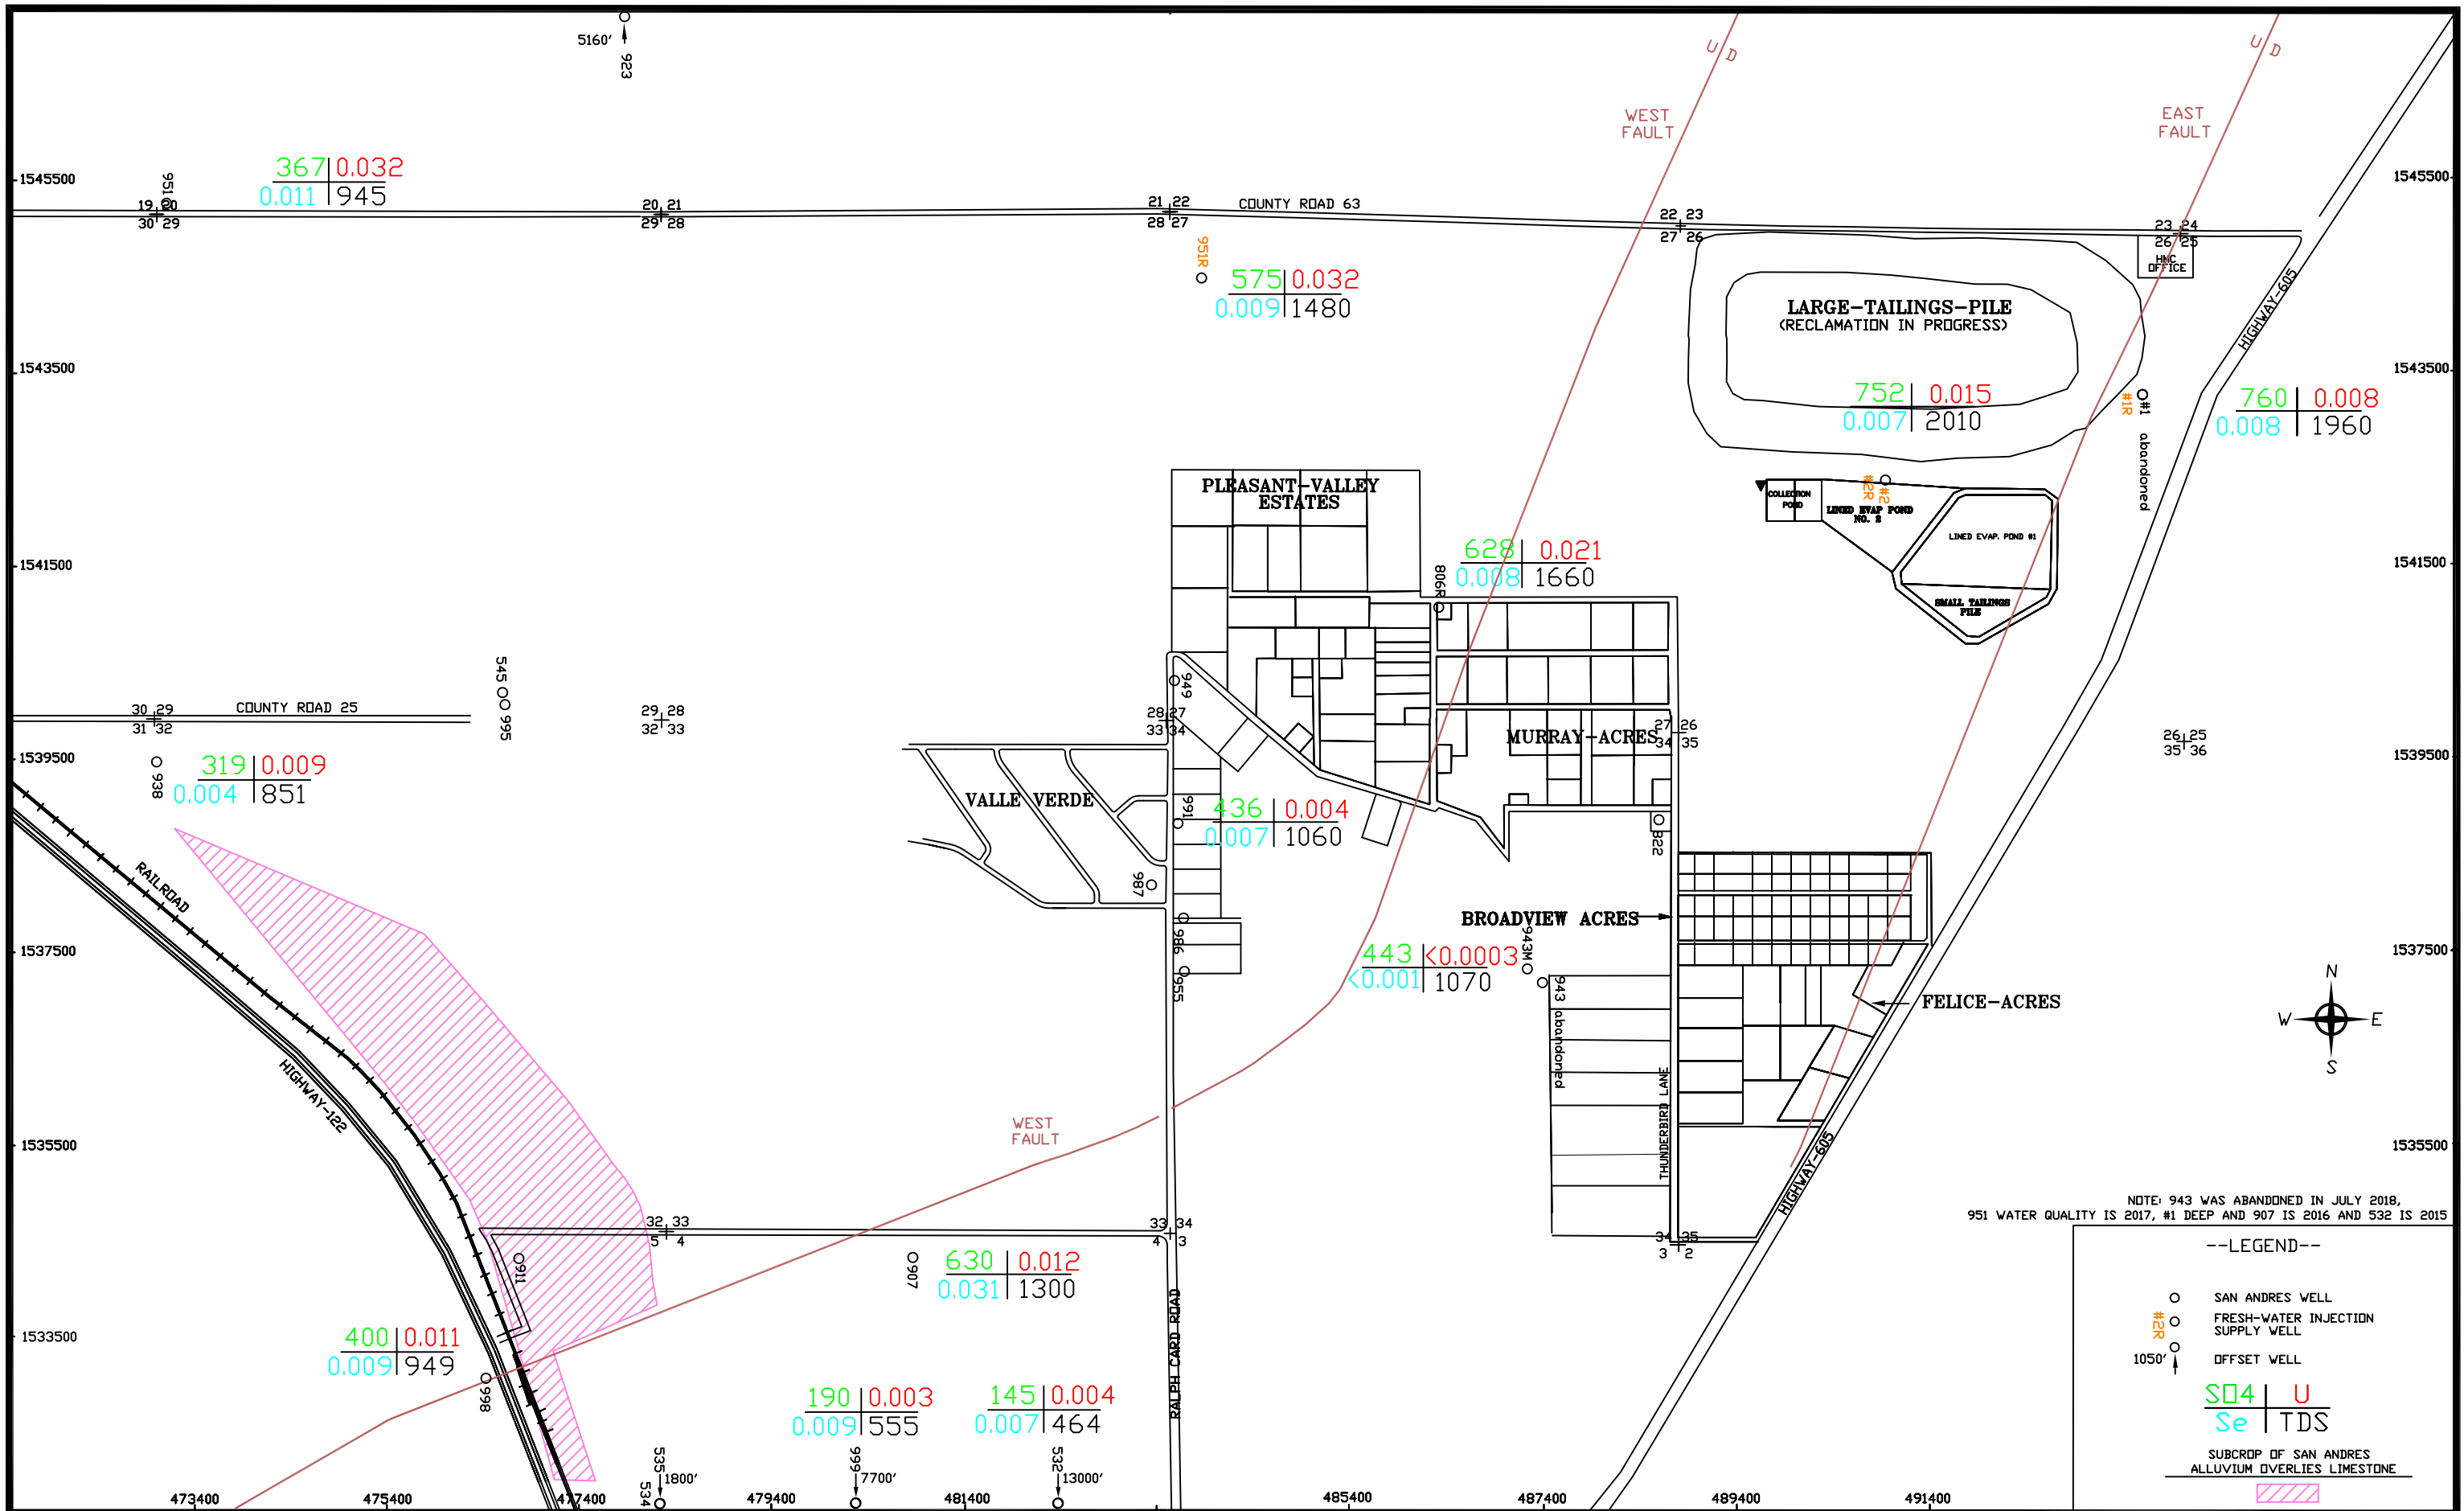 5160'
923
U D
U D
WEST
FAULT
EAST
FAULT
367 0.032
0.011 945
951
1545500
1545500
19 20
30 29
20 21
29 28
21 22
28 27
COUNTY ROAD 63
22 23
27 26
23 24
26 25
HMC
OFFICE
951R
575 0.032
0.009 1480
LARGE-TAILINGS-PILE
(RECLAMATION IN PROGRESS)
HIGHWAY-605
1543500
1543500
752 0.015
0.007 2010
#1
#1R
abandoned
760 0.008
0.008 1960
PLEASANT-VALLEY
ESTATES
COLLECTION
POND
#2R
#2
LINED EVAP POND
NO. 2
LINED EVAP. POND #1
SMALL TAILINGS
PILE
1541500
1541500
628 0.021
0.008 1660
806R
545
995
949
30 29
31 32
COUNTY ROAD 25
29 28
32 33
28 27
33 34
MURRAY-ACRES
27 26
34 35
26 25
35 36
1539500
1539500
938
319 0.009
0.004 851
VALLE VERDE
991
436 0.004
0.007 1060
822
RAILROAD
987
986
955
BROADVIEW ACRES
943M
443 <0.0003
<0.001 1070
943 abandoned
1537500
1537500
FELICE-ACRES
N
W E
S
HIGHWAY-122
WEST
FAULT
THUNDERBIRD LANE
HIGHWAY-605
1535500
1535500
NOTE: 943 WAS ABANDONED IN JULY 2018,
951 WATER QUALITY IS 2017, #1 DEEP AND 907 IS 2016 AND 532 IS 2015
32 33
5 4
33 34
4 3
34 35
3 2
911
907
630 0.012
0.031 1300
RALPH CARD ROAD
1533500
400 0.011
0.009 949
998
190 0.003
0.009 555
145 0.004
0.007 464
535
534
1800'
999
7700'
532
13000'
473400
475400
477400
479400
481400
485400
487400
489400
491400
--LEGEND--
SAN ANDRES WELL
#2R
FRESH-WATER INJECTION
SUPPLY WELL
1050'
OFFSET WELL
SO4 U
Se TDS
SUBCROP OF SAN ANDRES
ALLUVIUM OVERLIES LIMESTONE